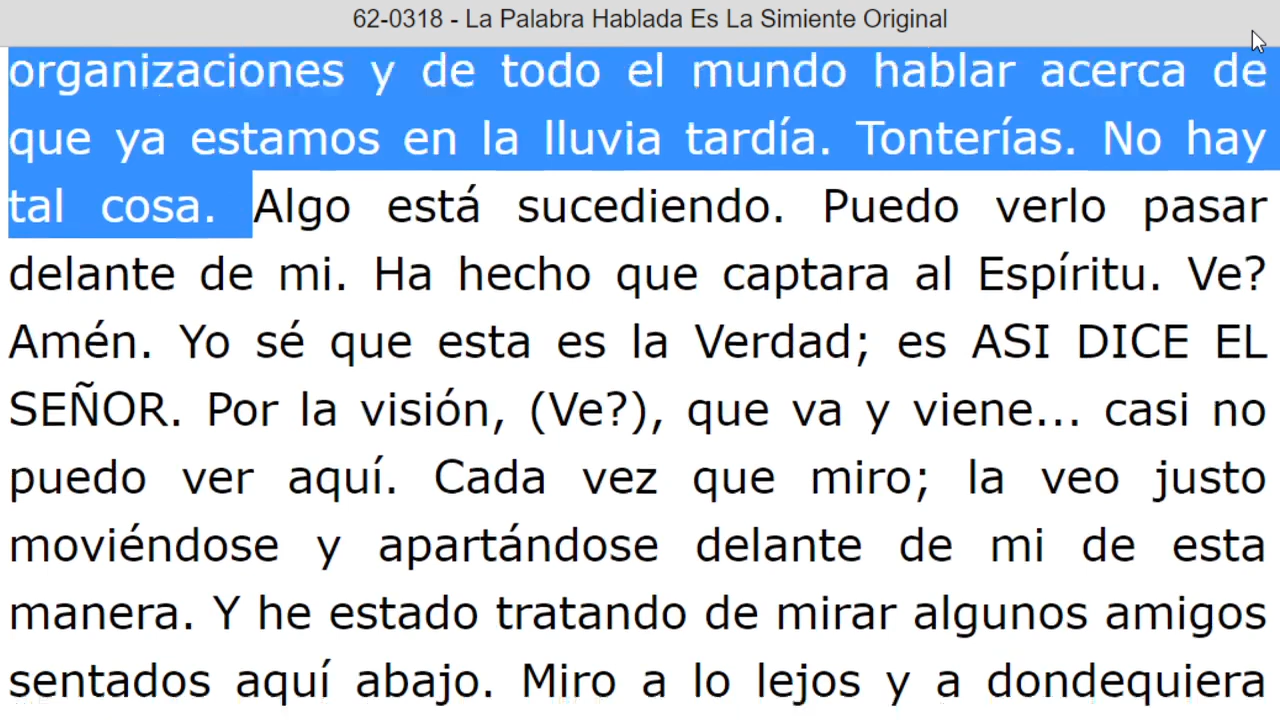 62-0318 - La Palabra Hablada Es La Simiente Original
organizaciones y de todo el mundo hablar acerca de
que ya estamos en la lluvia tardía. Tonterías. No hay
tal cosa. Algo está sucediendo. Puedo verlo pasar
delante de mi. Ha hecho que captara al Espíritu. Ve?
Amén. Yo sé que esta es la Verdad; es ASI DICE EL
SEÑOR. Por la visión, (Ve?), que va y viene... casi no
puedo ver aquí. Cada vez que miro; la veo justo
moviéndose y apartándose delante de mi de esta
manera. Y he estado tratando de mirar algunos amigos
sentados aquí abajo. Miro a lo lejos y a dondequiera